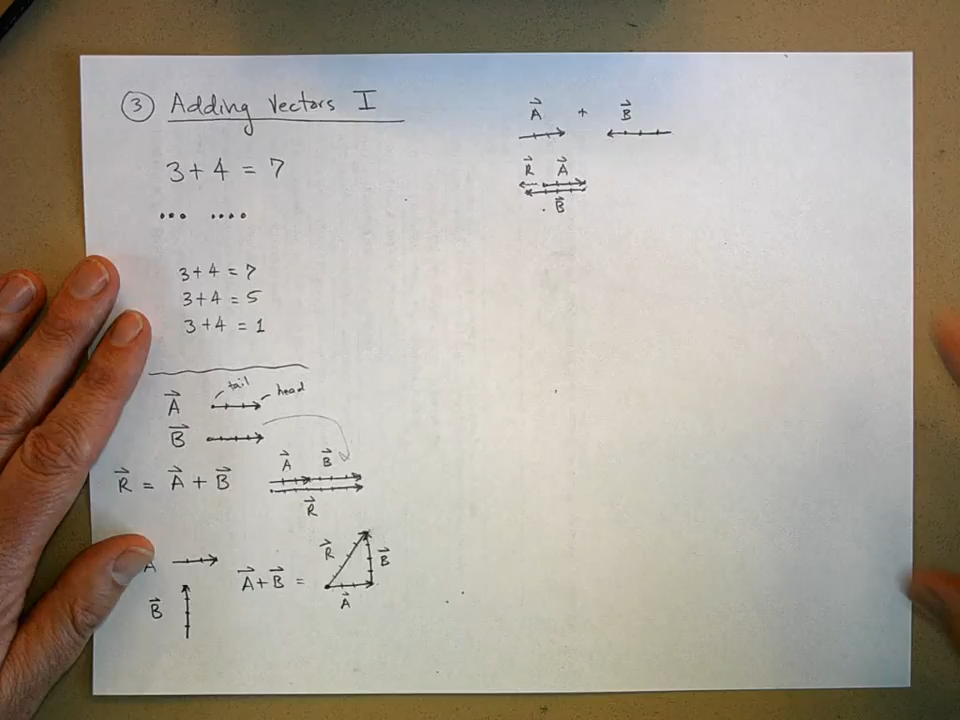 ③ Adding Vectors I
3 + 4 = 7
3 + 4 = 7
3 + 4 = 5
3 + 4 = 1
tail head
A⃗
B⃗
R⃗ = A⃗ + B⃗
A⃗ B⃗
R⃗
A
B⃗
A⃗ + B⃗ =
R⃗ B⃗
A⃗
A⃗ + B⃗
R⃗ A⃗
B⃗